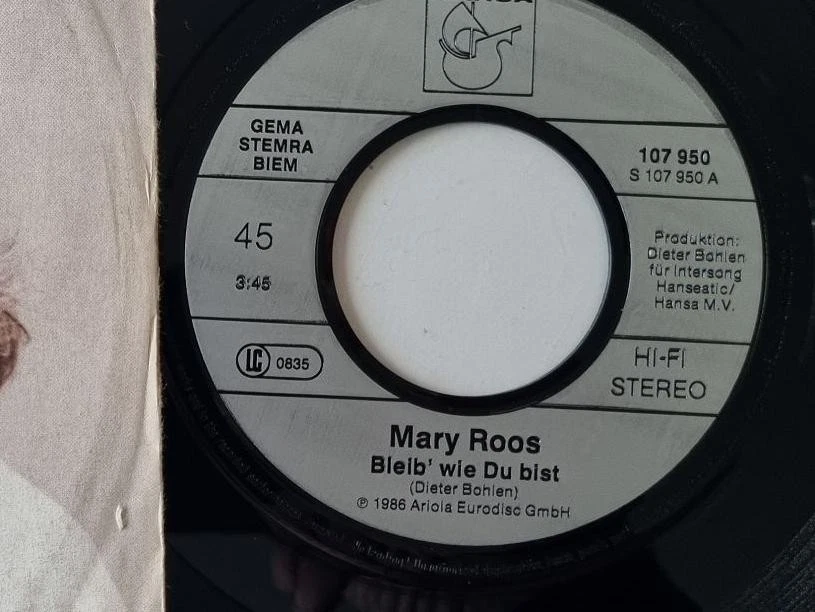 GEMA
STEMRA
BIEM
107 950
S 107 950 A
45
3:45
Produktion:
Dieter Bohlen
für Intersong
Hanseatic/
Hansa M.V.
LC 0835
HI-FI
STEREO
Mary Roos
Bleib' wie Du bist
(Dieter Bohlen)
℗ 1986 Ariola Eurodisc GmbH